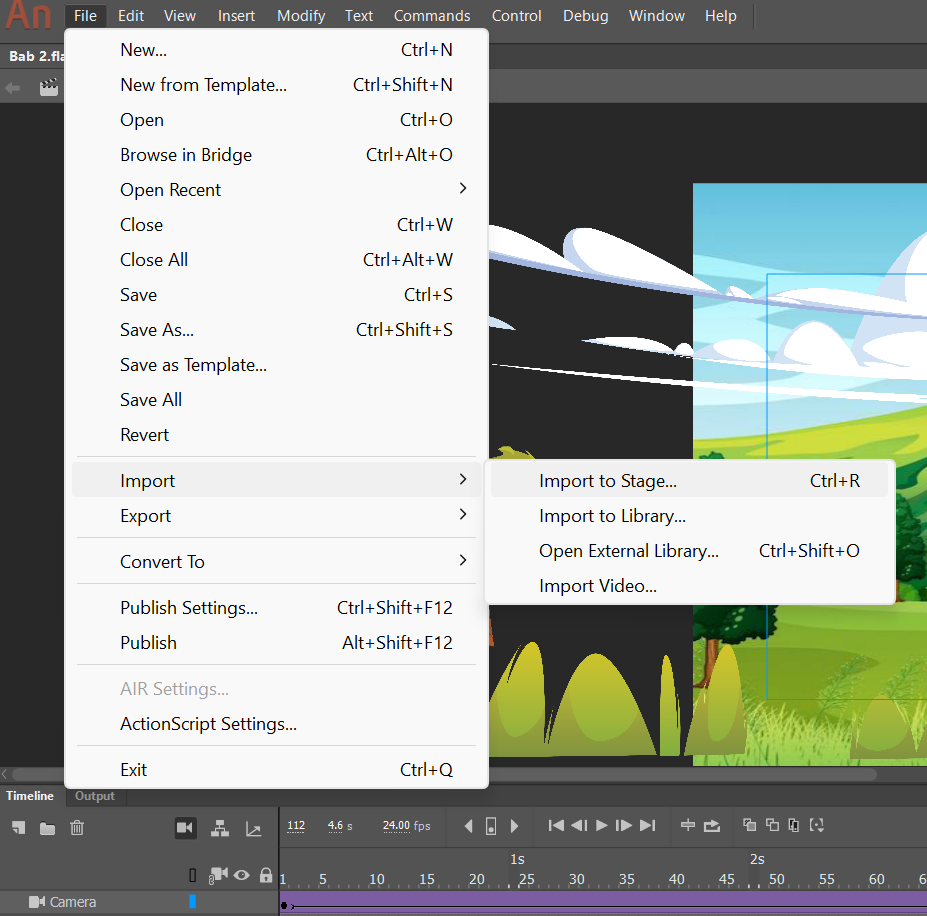 An File Edit View Insert Modify Text Commands Control Debug Window Help
Bab 2.fla
New... Ctrl+N
New from Template... Ctrl+Shift+N
Open Ctrl+O
Browse in Bridge Ctrl+Alt+O
Open Recent
Close Ctrl+W
Close All Ctrl+Alt+W
Save Ctrl+S
Save As... Ctrl+Shift+S
Save as Template...
Save All
Revert
Import
Export
Convert To
Publish Settings... Ctrl+Shift+F12
Publish Alt+Shift+F12
AIR Settings...
ActionScript Settings...
Exit Ctrl+Q
Import to Stage... Ctrl+R
Import to Library...
Open External Library... Ctrl+Shift+O
Import Video...
Timeline Output
112 4.6 s 24.00 fps
1s 2s
1 5 10 15 20 25 30 35 40 45 50 55 60 6
Camera